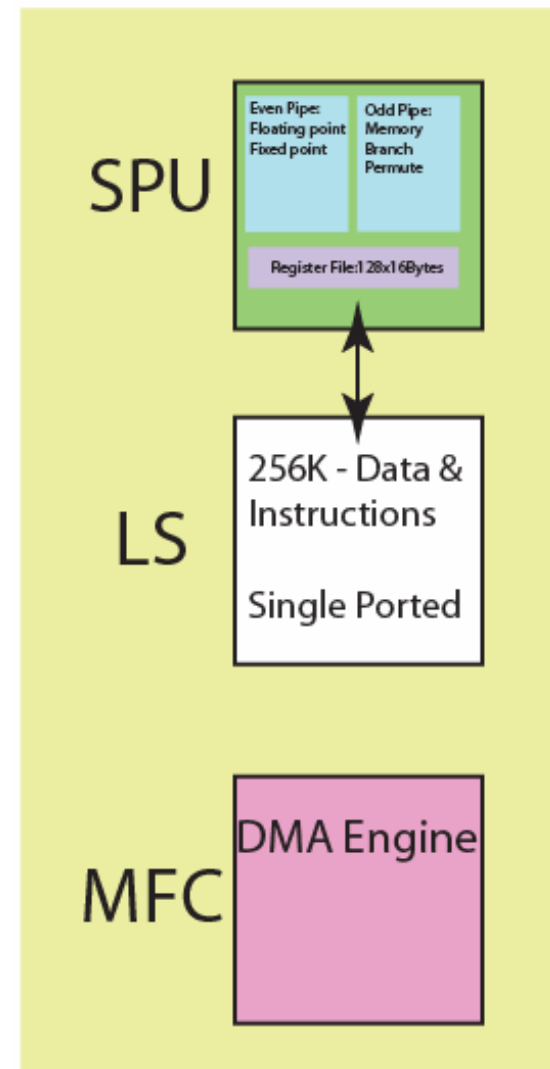 SPU
Even Pipe:
Floating point
Fixed point
Odd Pipe:
Memory
Branch
Permute
Register File:128x16Bytes
LS
256K - Data &
Instructions
Single Ported
MFC
DMA Engine